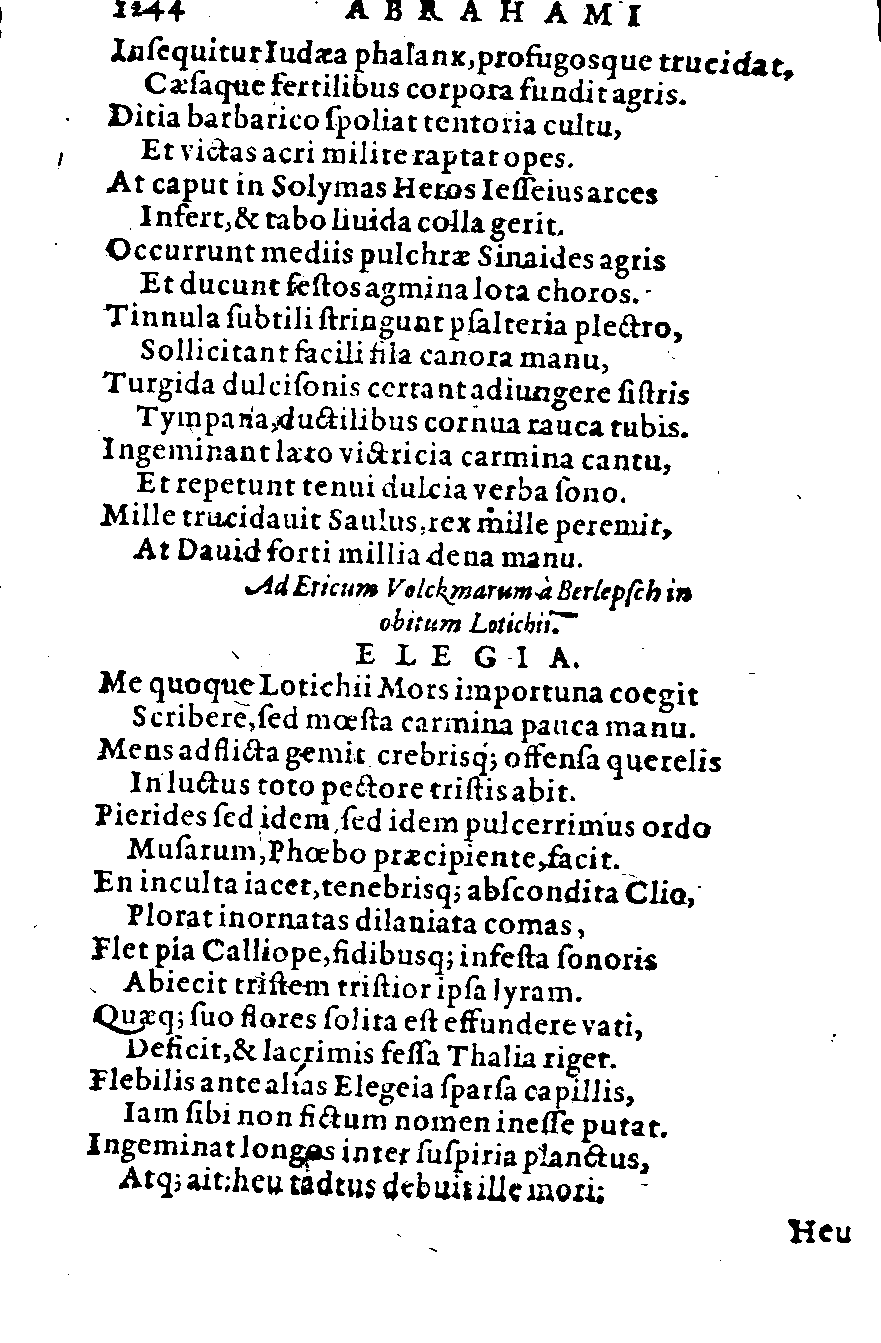 1244 ABRAHAMI
Inſequitur Iudæa phalanx, profugosque trucidat,
Cæſaque fertilibus corpora fundit agris.
Ditia barbarico ſpoliat tentoria cultu,
Et victas acri milite raptat opes.
At caput in Solymas Heros Ieſſeius arces
Infert, & tabo liuida colla gerit.
Occurrunt mediis pulchræ Sinaides agris
Et ducunt feſtos agmina lota choros.
Tinnula ſubtili ſtringunt pſalteria plectro,
Sollicitant facili fila canora manu,
Turgida dulciſonis certant adiungere ſiſtris
Tympana, ductilibus cornua rauca tubis.
Ingeminant læto victricia carmina cantu,
Et repetunt tenui dulcia verba ſono.
Mille trucidauit Saulus, rex mille peremit,
At Dauid forti millia dena manu.
Ad Ericum Volckmarum à Berlepſch in
obitum Lotichii.
ELEGIA.
Me quoque Lotichii Mors importuna coegit
Scribere, ſed mœſta carmina pauca manu.
Mens adflicta gemit crebrisq; offenſa querelis
In luctus toto pectore triſtis abit.
Pierides ſed idem, ſed idem pulcerrimus ordo
Muſarum, Phœbo præcipiente, facit.
En inculta iacet, tenebrisq; abſcondita Clio,
Plorat inornatas dilaniata comas,
Flet pia Calliope, fidibusq; infeſta ſonoris
Abiecit triſtem triſtior ipſa lyram.
Quæq; ſuo flores ſolita eſt effundere vati,
Deficit, & lacrimis feſſa Thalia riget.
Flebilis ante alias Elegeia ſparſa capillis,
Iam ſibi non fictum nomen ineſſe putat.
Ingeminat longos inter ſuſpiria planctus,
Atq; ait: heu debuit ille mori:
Heu